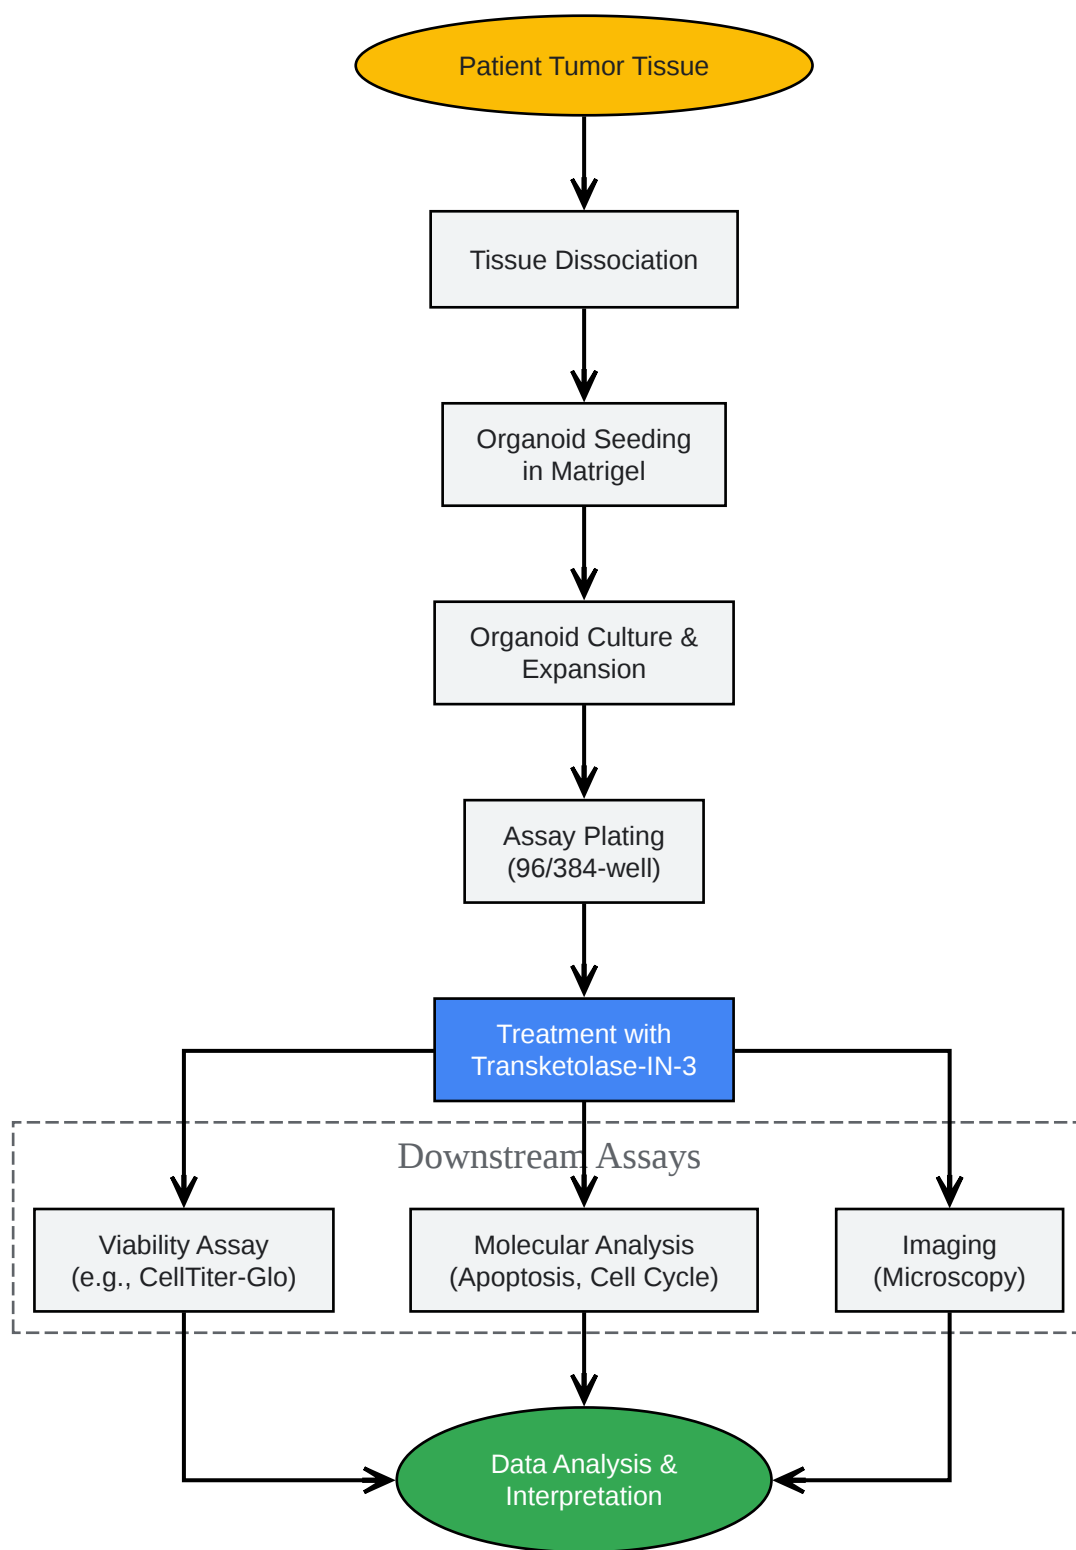 Patient Tumor Tissue
Tissue Dissociation
Organoid Seeding
in Matrigel
Organoid Culture &
Expansion
Assay Plating
(96/384-well)
Treatment with
Transketolase-IN-3
Downstream Assays
Viability Assay
(e.g., CellTiter-Glo)
Molecular Analysis
(Apoptosis, Cell Cycle)
Imaging
(Microscopy)
Data Analysis &
Interpretation